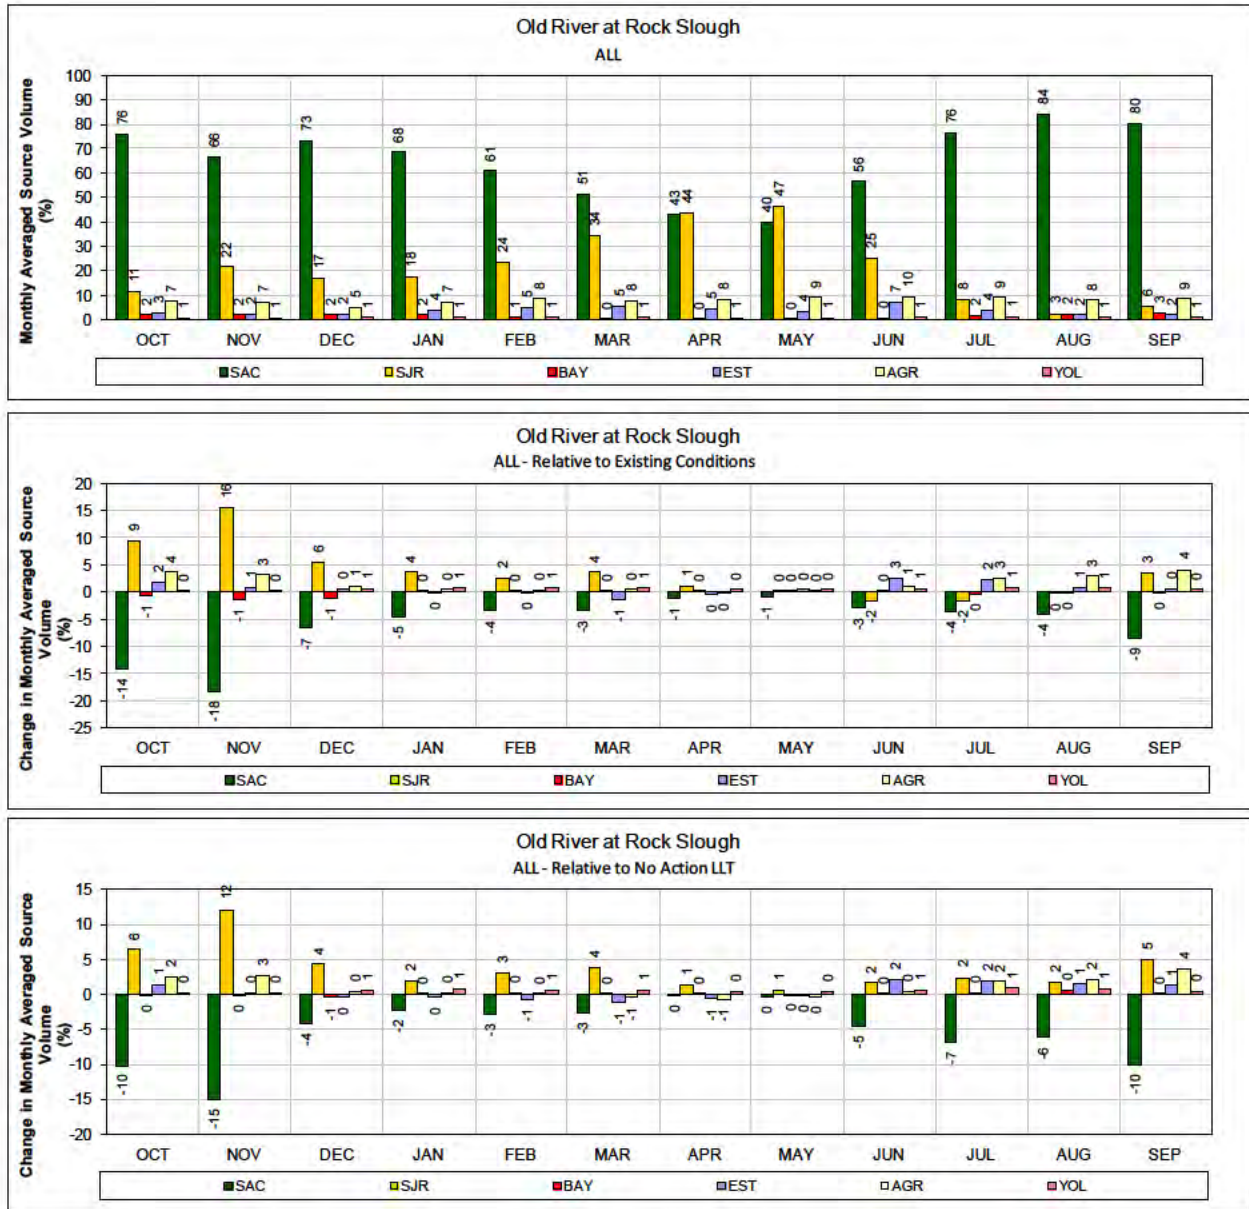 Old River at Rock Slough
ALL
Monthly Averaged Source Volume
(%)
100
90
80
70
60
50
40
30
20
10
0
76 11 2 3 7 1
66 22 2 2 7 1
73 17 2 2 5 1
68 18 2 4 7 1
61 24 1 5 8 1
51 34 0 5 8 1
43 44 0 5 8 1
40 47 0 4 9 1
56 25 0 7 10 1
76 8 2 4 9 1
84 3 2 2 8 1
80 6 3 2 9 1
OCT NOV DEC JAN FEB MAR APR MAY JUN JUL AUG SEP
SAC SJR BAY EST AGR YOL
Old River at Rock Slough
ALL - Relative to Existing Conditions
Change in Monthly Averaged Source
Volume
(%)
20
15
10
5
0
-5
-10
-15
-20
-25
-14 9 -1 2 4 0
-18 16 -1 1 3 0
-7 6 -1 0 1 1
-5 4 0 0 0 1
-4 2 0 0 0 1
-3 4 0 -1 0 1
-1 1 0 0 0 0
-1 0 0 0 0 0
-3 -2 0 3 1 1
-4 -2 0 2 3 1
-4 0 0 1 3 1
-9 3 0 0 4 0
OCT NOV DEC JAN FEB MAR APR MAY JUN JUL AUG SEP
SAC SJR BAY EST AGR YOL
Old River at Rock Slough
ALL - Relative to No Action LLT
Change in Monthly Averaged Source
Volume
(%)
15
10
5
0
-5
-10
-15
-20
-10 6 0 1 2 0
-15 12 0 0 3 0
-4 4 -1 0 0 1
-2 2 0 0 0 1
-3 3 0 -1 0 1
-3 4 0 -1 -1 1
0 1 0 -1 -1 0
0 1 0 0 0 0
-5 2 0 2 0 1
-7 2 0 2 2 1
-6 2 0 1 2 1
-10 5 0 1 4 0
OCT NOV DEC JAN FEB MAR APR MAY JUN JUL AUG SEP
SAC SJR BAY EST AGR YOL